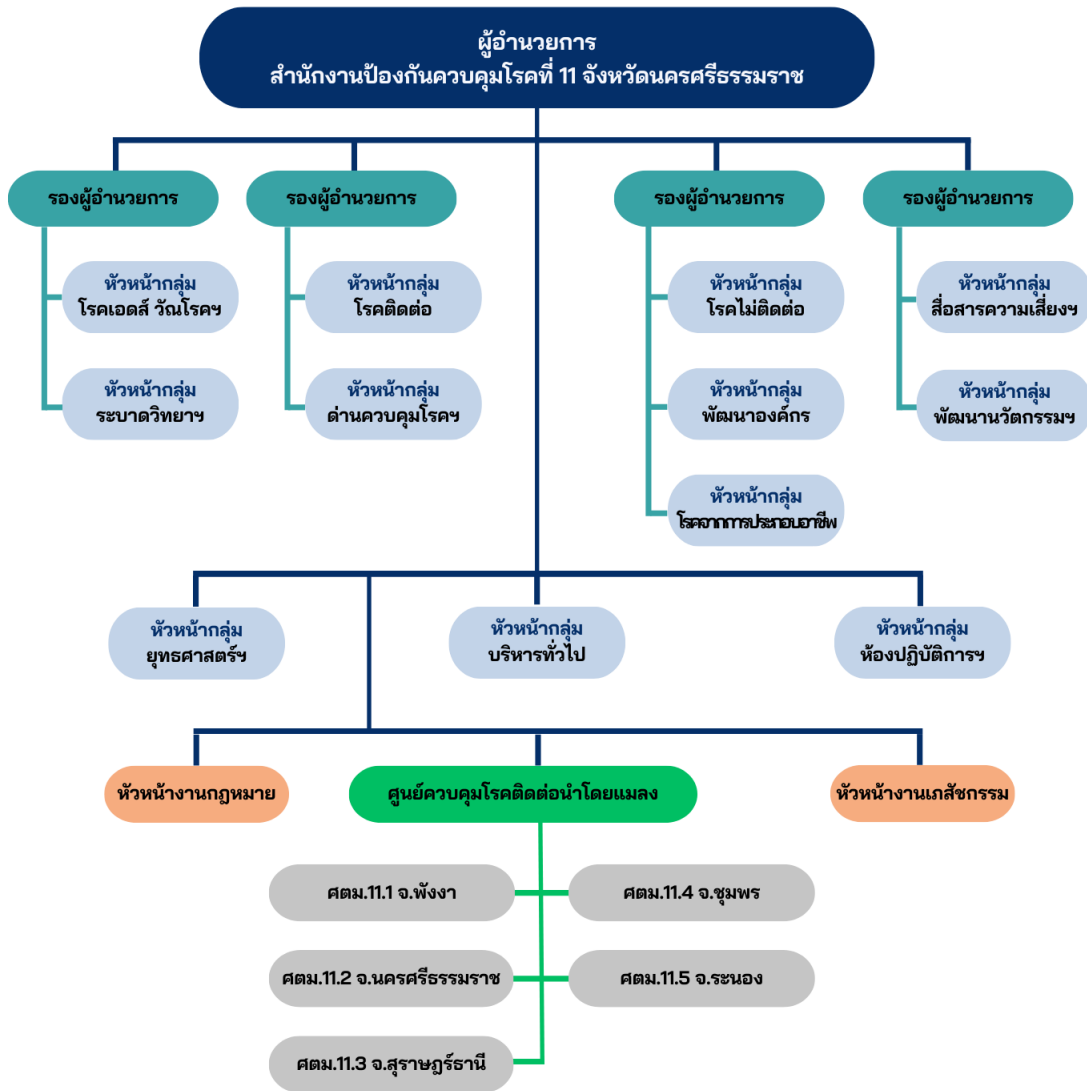 ผู้อำนวยการ
สำนักงานป้องกันควบคุมโรคที่ 11 จังหวัดนครศรีธรรมราช
รองผู้อำนวยการ
รองผู้อำนวยการ
รองผู้อำนวยการ
รองผู้อำนวยการ
หัวหน้ากลุ่ม
โรคเอดส์ วัณโรคฯ
หัวหน้ากลุ่ม
โรคติดต่อ
หัวหน้ากลุ่ม
โรคไม่ติดต่อ
หัวหน้ากลุ่ม
สื่อสารความเสี่ยงฯ
หัวหน้ากลุ่ม
ระบาดวิทยาฯ
หัวหน้ากลุ่ม
ด่านควบคุมโรคฯ
หัวหน้ากลุ่ม
พัฒนาองค์กร
หัวหน้ากลุ่ม
พัฒนานวัตกรรมฯ
หัวหน้ากลุ่ม
โรคจากการประกอบอาชีพ
หัวหน้ากลุ่ม
ยุทธศาสตร์ฯ
หัวหน้ากลุ่ม
บริหารทั่วไป
หัวหน้ากลุ่ม
ห้องปฏิบัติการฯ
หัวหน้างานกฎหมาย
ศูนย์ควบคุมโรคติดต่อนำโดยแมลง
หัวหน้างานเภสัชกรรม
ศตม.11.1 จ.พังงา
ศตม.11.4 จ.ชุมพร
ศตม.11.2 จ.นครศรีธรรมราช
ศตม.11.5 จ.ระนอง
ศตม.11.3 จ.สุราษฎร์ธานี